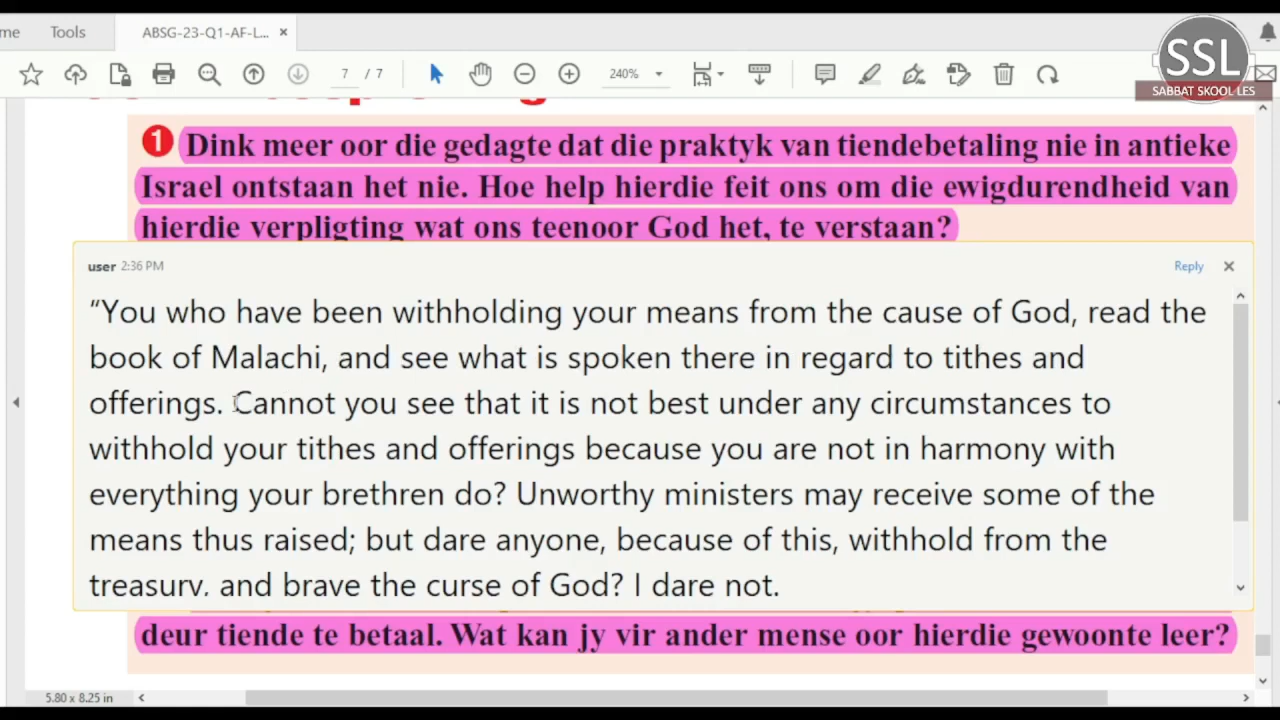 me Tools ABSG-23-Q1-AF-L... ×
7 / 7 240%
SSL
SABBAT SKOOL LES
1 Dink meer oor die gedagte dat die praktyk van tiendebetaling nie in antieke
Israel ontstaan het nie. Hoe help hierdie feit ons om die ewigdurendheid van
hierdie verpligting wat ons teenoor God het, te verstaan?
user 2:36 PM Reply ×
“You who have been withholding your means from the cause of God, read the
book of Malachi, and see what is spoken there in regard to tithes and
offerings. Cannot you see that it is not best under any circumstances to
withhold your tithes and offerings because you are not in harmony with
everything your brethren do? Unworthy ministers may receive some of the
means thus raised; but dare anyone, because of this, withhold from the
treasury, and brave the curse of God? I dare not.
deur tiende te betaal. Wat kan jy vir ander mense oor hierdie gewoonte leer?
5.80 x 8.25 in